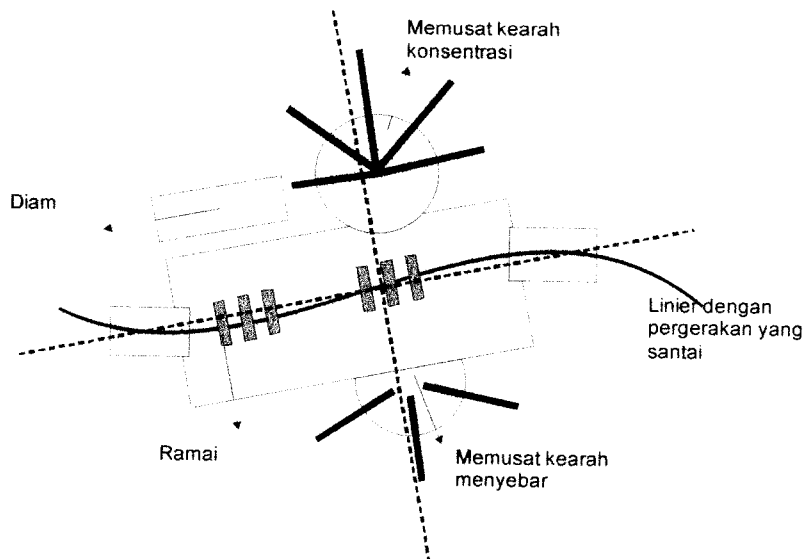 Memusat kearah
konsentrasi
Diam
Linier dengan
pergerakan yang
santai
Ramai
Memusat kearah
menyebar